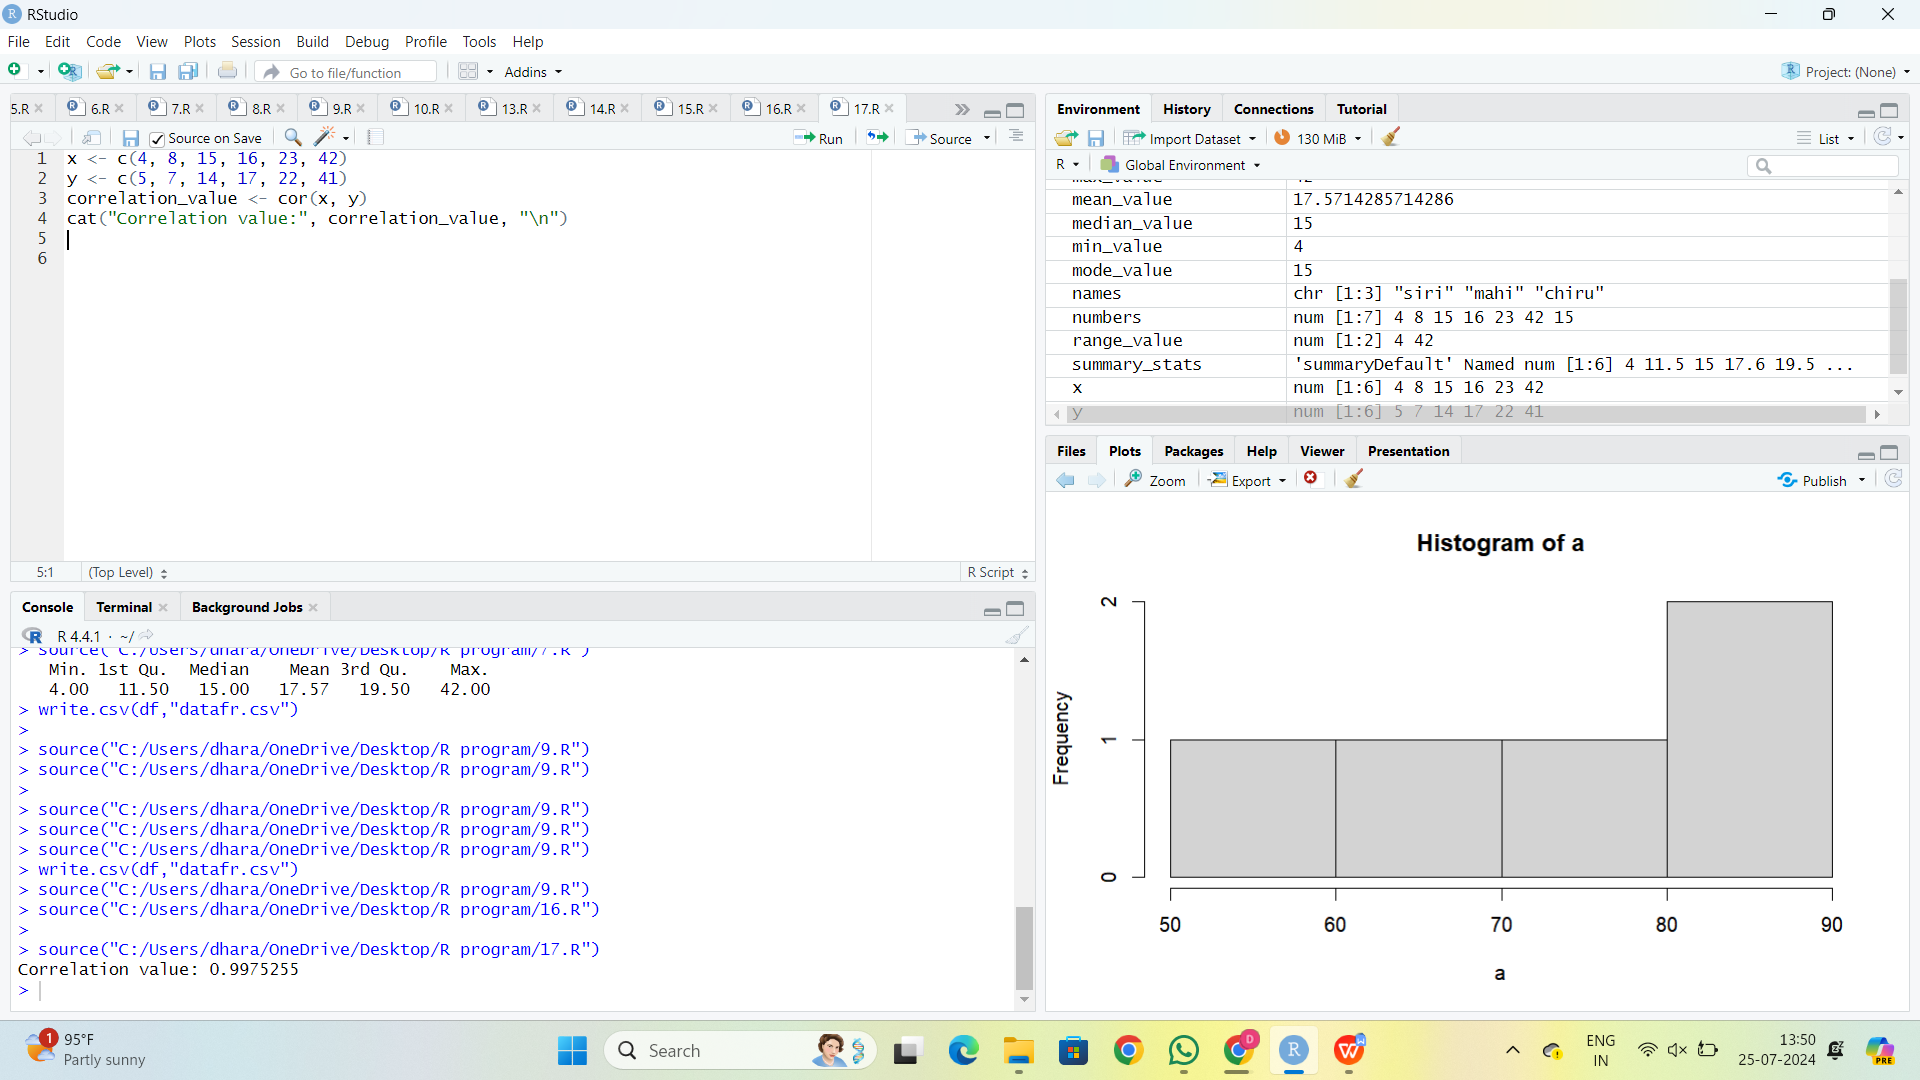 RStudio
File Edit Code View Plots Session Build Debug Profile Tools Help
Go to file/function Addins Project: (None)
5.R 6.R 7.R 8.R 9.R 10.R 13.R 14.R 15.R 16.R 17.R
Source on Save Run Source
1 x <- c(4, 8, 15, 16, 23, 42)
2 y <- c(5, 7, 14, 17, 22, 41)
3 correlation_value <- cor(x, y)
4 cat("Correlation value:", correlation_value, "\n")
5
6
5:1 (Top Level) R Script
Console Terminal Background Jobs
R 4.4.1 · ~/
> source("C:/Users/dhara/OneDrive/Desktop/R program/7.R")
Min. 1st Qu. Median Mean 3rd Qu. Max.
4.00 11.50 15.00 17.57 19.50 42.00
> write.csv(df,"datafr.csv")
>
> source("C:/Users/dhara/OneDrive/Desktop/R program/9.R")
> source("C:/Users/dhara/OneDrive/Desktop/R program/9.R")
>
> source("C:/Users/dhara/OneDrive/Desktop/R program/9.R")
> source("C:/Users/dhara/OneDrive/Desktop/R program/9.R")
> source("C:/Users/dhara/OneDrive/Desktop/R program/9.R")
> write.csv(df,"datafr.csv")
> source("C:/Users/dhara/OneDrive/Desktop/R program/9.R")
> source("C:/Users/dhara/OneDrive/Desktop/R program/16.R")
>
> source("C:/Users/dhara/OneDrive/Desktop/R program/17.R")
Correlation value: 0.9975255
>
Environment History Connections Tutorial
Import Dataset 130 MiB List
R Global Environment
max_value 42
mean_value 17.5714285714286
median_value 15
min_value 4
mode_value 15
names chr [1:3] "siri" "mahi" "chiru"
numbers num [1:7] 4 8 15 16 23 42 15
range_value num [1:2] 4 42
summary_stats 'summaryDefault' Named num [1:6] 4 11.5 15 17.6 19.5 ...
x num [1:6] 4 8 15 16 23 42
y num [1:6] 5 7 14 17 22 41
Files Plots Packages Help Viewer Presentation
Zoom Export Publish
Histogram of a
Frequency
2
1
0
50 60 70 80 90
a
1
95°F
Partly sunny
Search
D
R
W
PRE
ENG
IN
13:50
25-07-2024